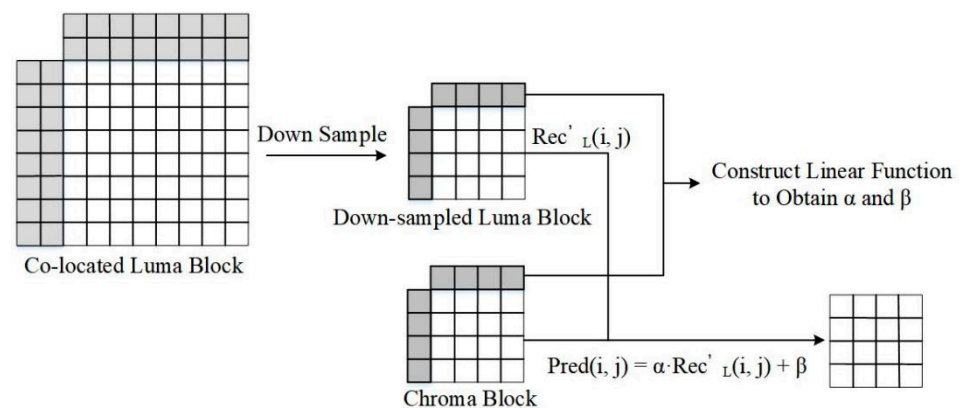 Down Sample
Rec’ L(i, j)
Construct Linear Function
to Obtain α and β
Down-sampled Luma Block
Co-located Luma Block
Pred(i, j) = α·Rec’ L(i, j) + β
Chroma Block